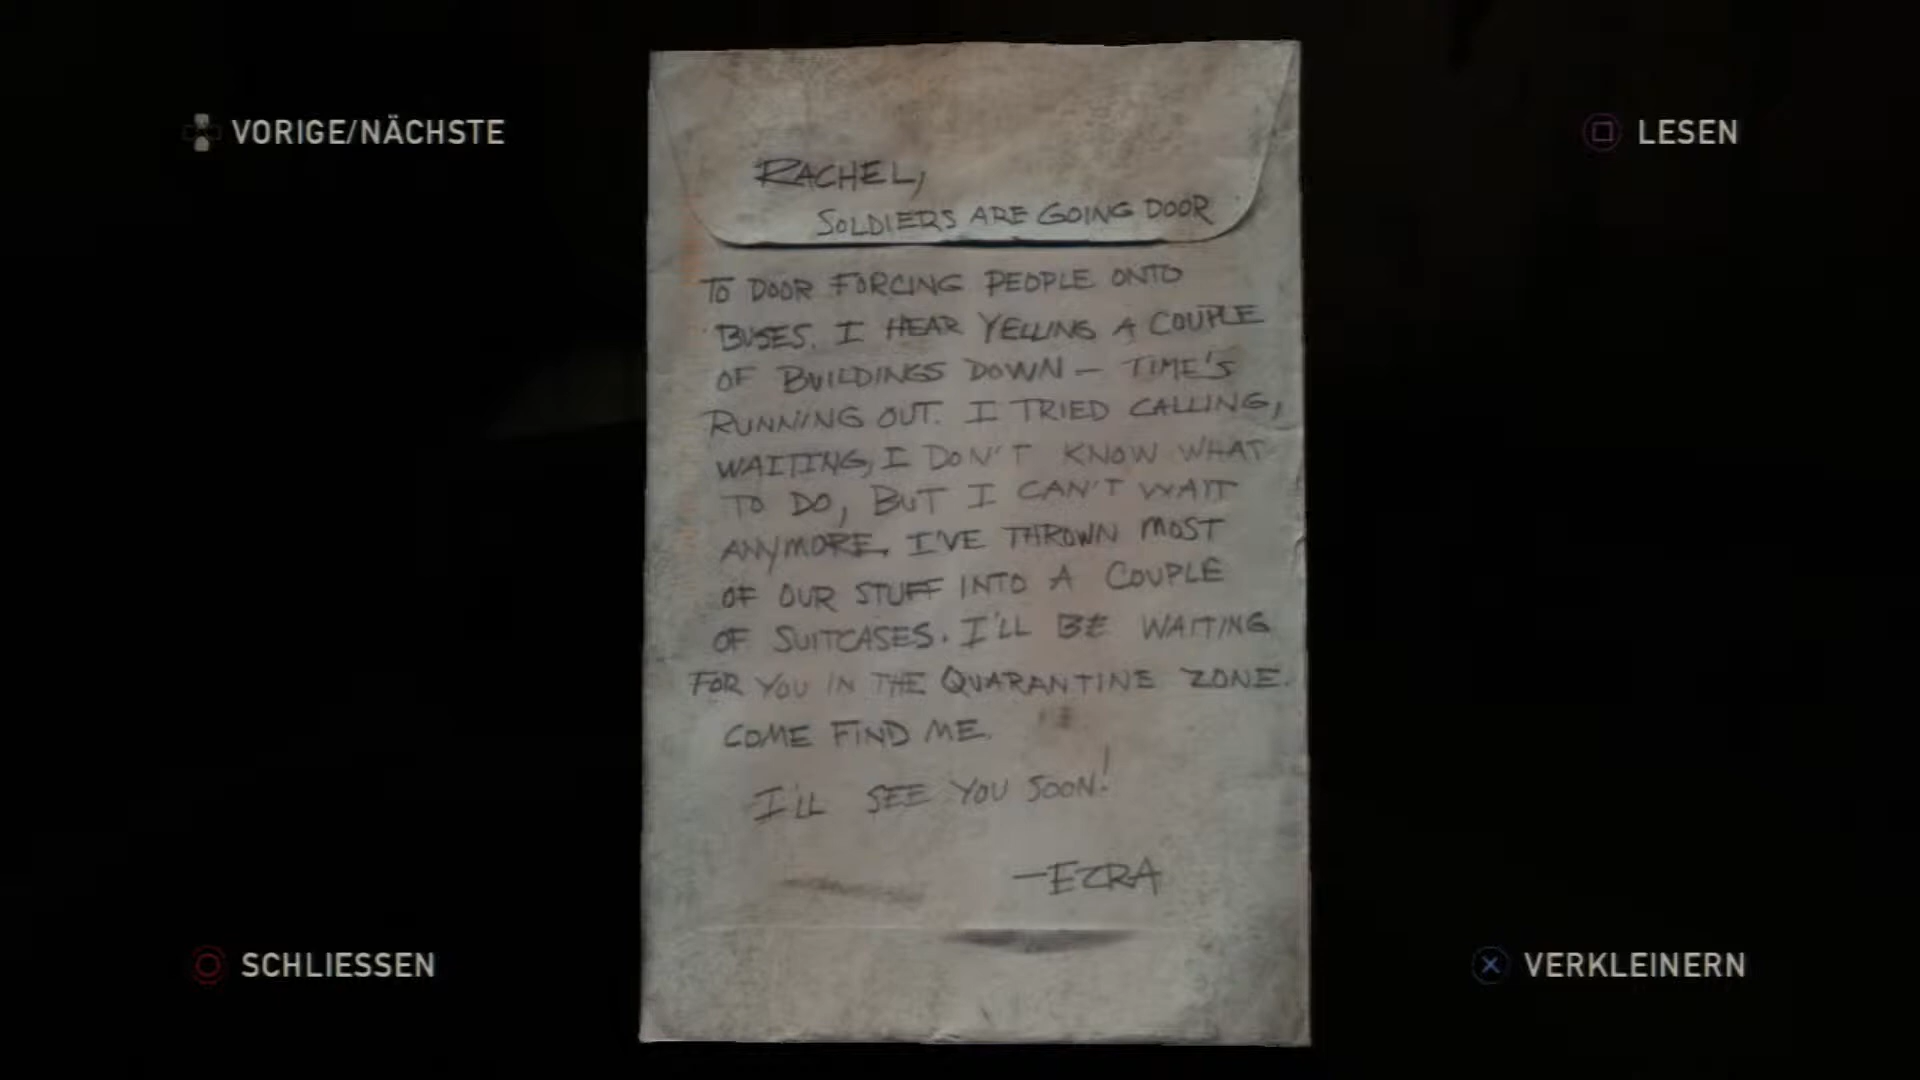 VORIGE/NÄCHSTE
LESEN
RACHEL,
SOLDIERS ARE GOING DOOR
TO DOOR FORCING PEOPLE ONTO
BUSES. I HEAR YELLING A COUPLE
OF BUILDINGS DOWN — TIME'S
RUNNING OUT. I TRIED CALLING,
WAITING, I DON'T KNOW WHAT
TO DO, BUT I CAN'T WAIT
ANYMORE. I'VE THROWN MOST
OF OUR STUFF INTO A COUPLE
OF SUITCASES. I'LL BE WAITING
FOR YOU IN THE QUARANTINE ZONE.
COME FIND ME.
I'LL SEE YOU SOON!
—EZRA
SCHLIESSEN
VERKLEINERN